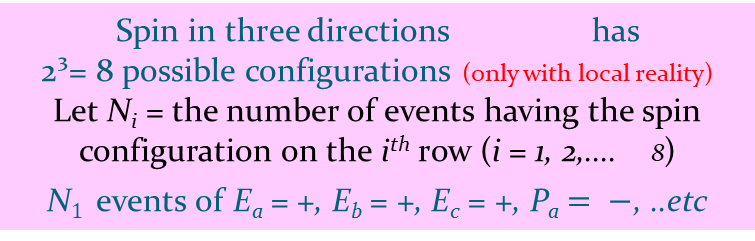 Spin in three directions has
2³= 8 possible configurations (only with local reality)
Let Nᵢ = the number of events having the spin
configuration on the iᵗʰ row (i = 1, 2,.... 8)
N₁ events of Eₐ = +, E_b = +, E_c = +, Pₐ = −, ..etc